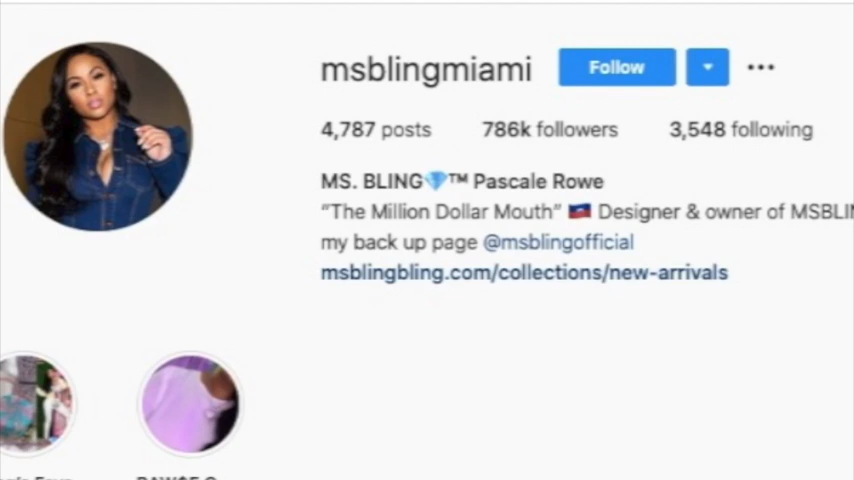 msblingmiami Follow
4,787 posts 786k followers 3,548 following
MS. BLING💎™ Pascale Rowe
"The Million Dollar Mouth" 🇭🇹 Designer & owner of
my back up page @msblingofficial
msblingbling.com/collections/new-arrivals